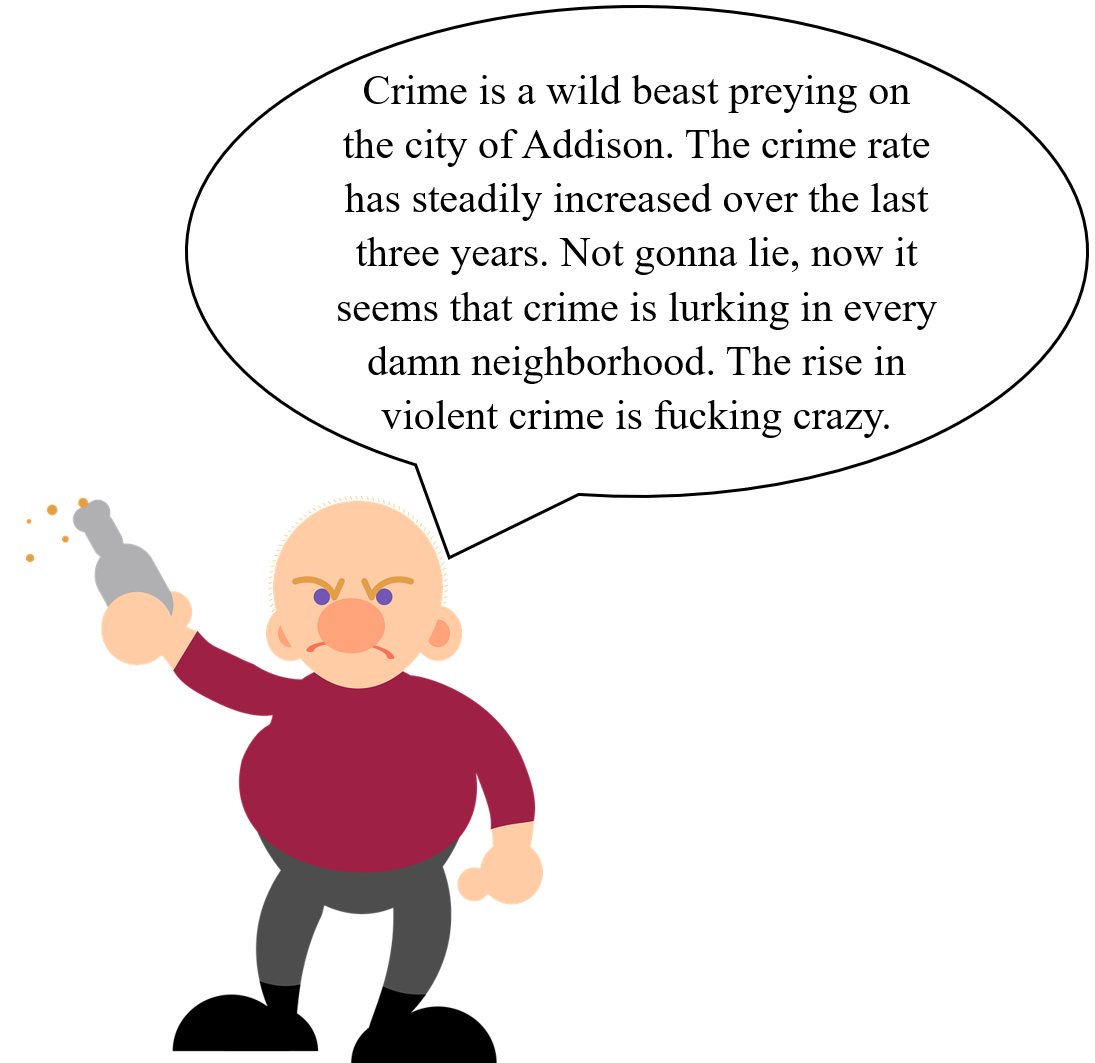 Crime is a wild beast preying on
the city of Addison. The crime rate
has steadily increased over the last
three years. Not gonna lie, now it
seems that crime is lurking in every
damn neighborhood. The rise in
violent crime is fucking crazy.